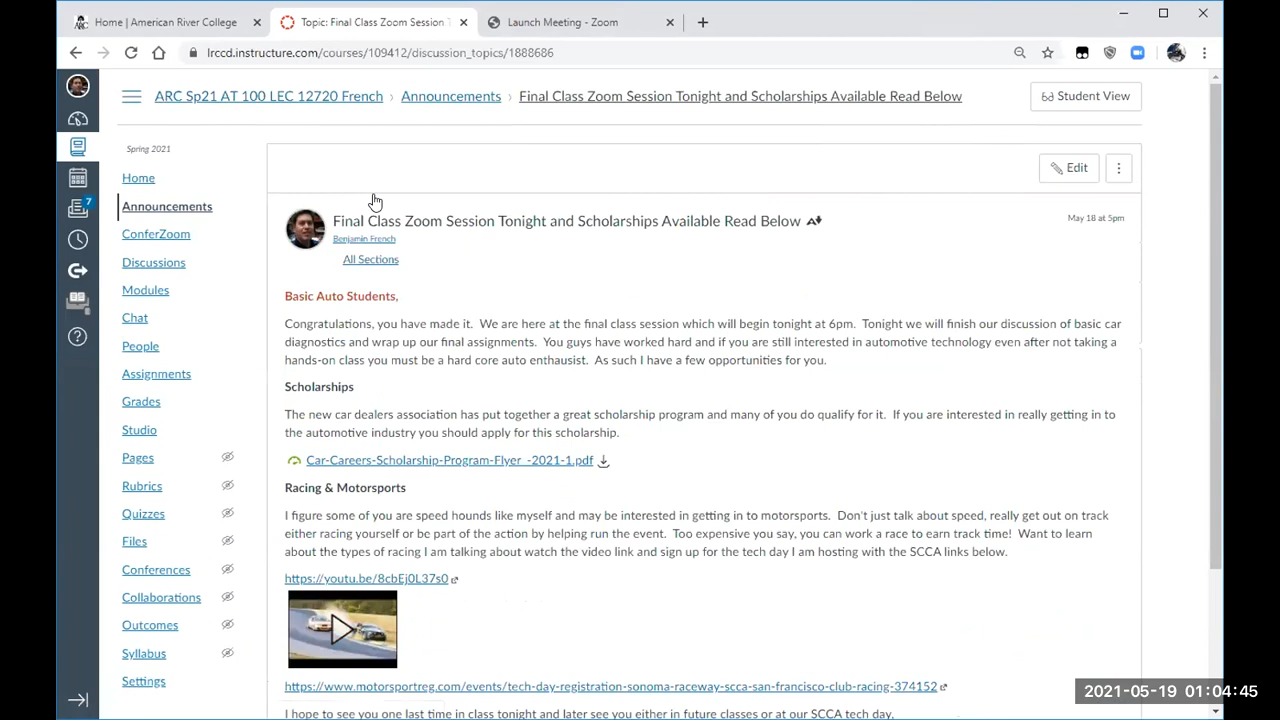 Home | American River College
Topic: Final Class Zoom Session T
Launch Meeting - Zoom
lrccd.instructure.com/courses/109412/discussion_topics/1888686
ARC Sp21 AT 100 LEC 12720 French › Announcements › Final Class Zoom Session Tonight and Scholarships Available Read Below
Student View
Spring 2021
Home
Announcements
ConferZoom
Discussions
Modules
Chat
People
Assignments
Grades
Studio
Pages
Rubrics
Quizzes
Files
Conferences
Collaborations
Outcomes
Syllabus
Settings
7
Edit
Final Class Zoom Session Tonight and Scholarships Available Read Below
May 18 at 5pm
Benjamin French
All Sections
Basic Auto Students,
Congratulations, you have made it.  We are here at the final class session which will begin tonight at 6pm.  Tonight we will finish our discussion of basic car
diagnostics and wrap up our final assignments.  You guys have worked hard and if you are still interested in automotive technology even after not taking a
hands-on class you must be a hard core auto enthausist.  As such I have a few opportunities for you.
Scholarships
The new car dealers association has put together a great scholarship program and many of you do qualify for it.  If you are interested in really getting in to
the automotive industry you should apply for this scholarship.
Car-Careers-Scholarship-Program-Flyer_-2021-1.pdf
Racing & Motorsports
I figure some of you are speed hounds like myself and may be interested in getting in to motorsports.  Don't just talk about speed, really get out on track
either racing yourself or be part of the action by helping run the event.  Too expensive you say, you can work a race to earn track time!  Want to learn
about the types of racing I am talking about watch the video link and sign up for the tech day I am hosting with the SCCA links below.
https://youtu.be/8cbEj0L37s0
https://www.motorsportreg.com/events/tech-day-registration-sonoma-raceway-scca-san-francisco-club-racing-374152
I hope to see you one last time in class tonight and later see you either in future classes or at our SCCA tech day.
2021-05-19 01:04:45